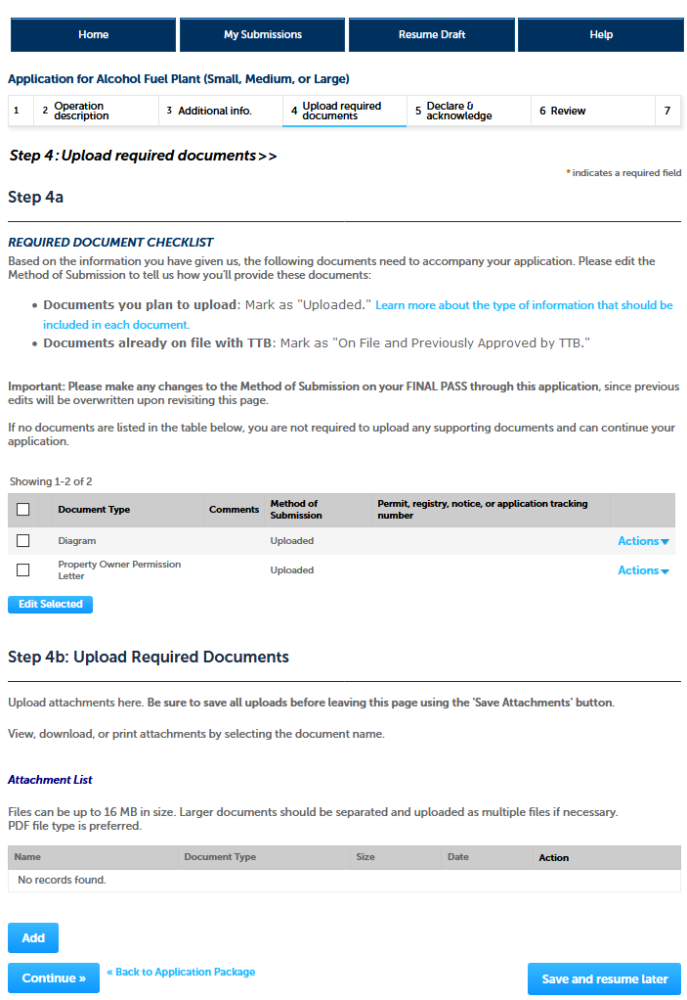 Home My Submissions Resume Draft Help
Application for Alcohol Fuel Plant (Small, Medium, or Large)
1 2 Operation description 3 Additional info. 4 Upload required documents 5 Declare & acknowledge 6 Review 7
Step 4: Upload required documents>>
* indicates a required field
Step 4a
REQUIRED DOCUMENT CHECKLIST
Based on the information you have given us, the following documents need to accompany your application. Please edit the
Method of Submission to tell us how you'll provide these documents:
• Documents you plan to upload: Mark as "Uploaded." Learn more about the type of information that should be
included in each document.
• Documents already on file with TTB: Mark as "On File and Previously Approved by TTB."
Important: Please make any changes to the Method of Submission on your FINAL PASS through this application, since previous
edits will be overwritten upon revisiting this page.
If no documents are listed in the table below, you are not required to upload any supporting documents and can continue your
application.
Showing 1-2 of 2
Document Type Comments Method of Submission Permit, registry, notice, or application tracking number
Diagram Uploaded Actions
Property Owner Permission Letter Uploaded Actions
Edit Selected
Step 4b: Upload Required Documents
Upload attachments here. Be sure to save all uploads before leaving this page using the 'Save Attachments' button.
View, download, or print attachments by selecting the document name.
Attachment List
Files can be up to 16 MB in size. Larger documents should be separated and uploaded as multiple files if necessary.
PDF file type is preferred.
Name Document Type Size Date Action
No records found.
Add
Continue » « Back to Application Package Save and resume later